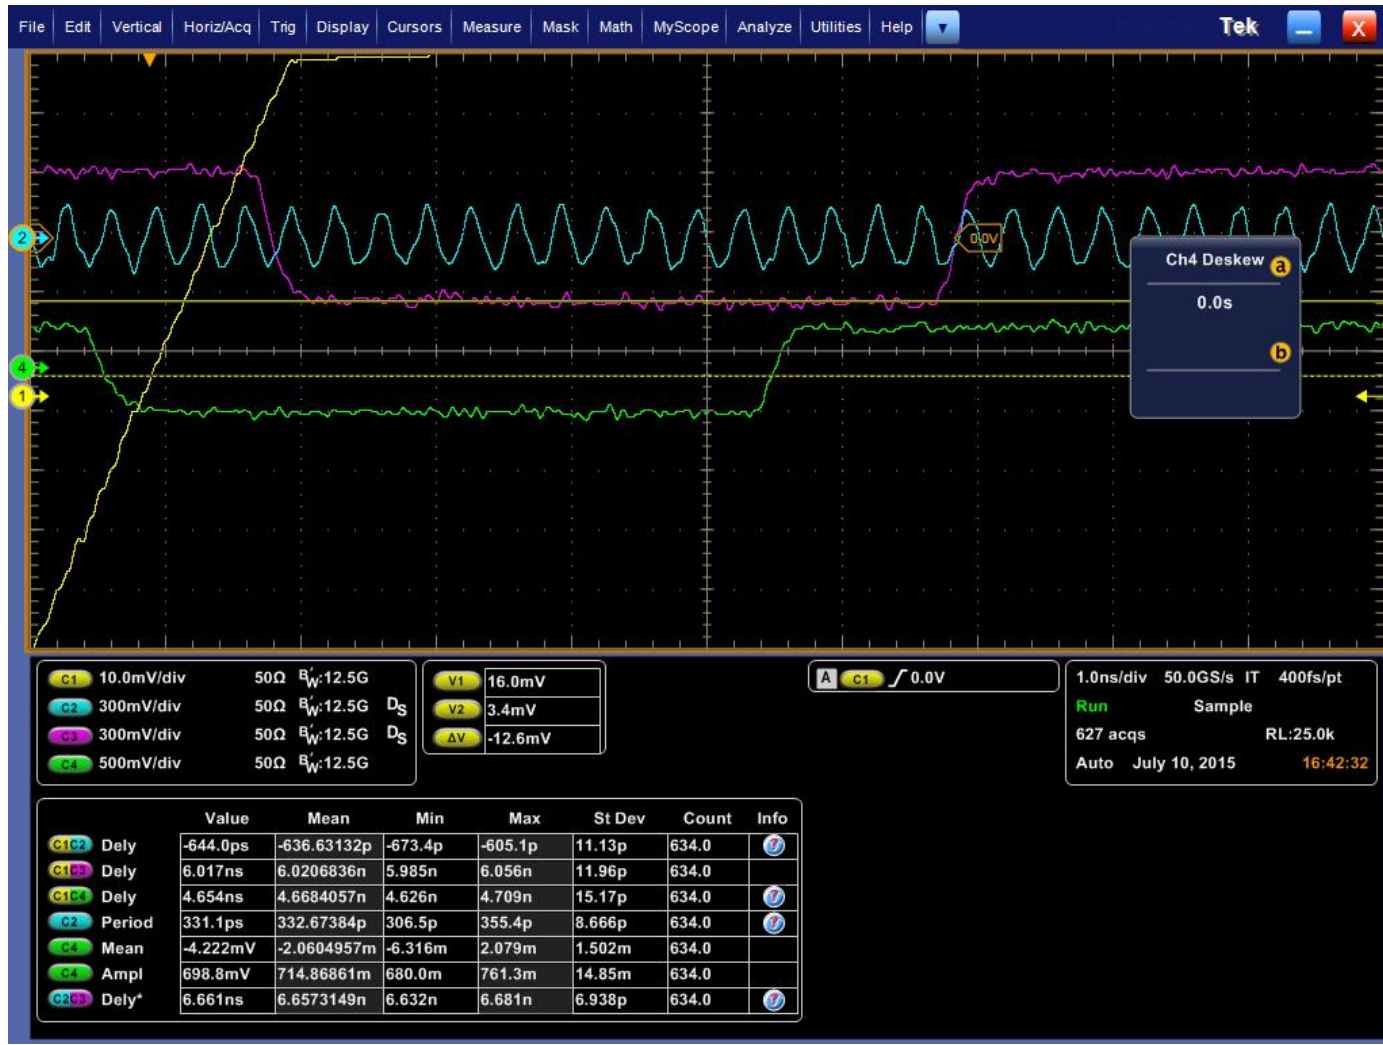 File Edit Vertical Horiz/Acq Trig Display Cursors Measure Mask Math MyScope Analyze Utilities Help Tek X
2
0.0V
Ch4 Deskew a
0.0s
b
4
1
C1 10.0mV/div 50Ω BW:12.5G
C2 300mV/div 50Ω BW:12.5G DS
C3 300mV/div 50Ω BW:12.5G DS
C4 500mV/div 50Ω BW:12.5G
V1 16.0mV
V2 3.4mV
ΔV -12.6mV
A C1 0.0V
1.0ns/div 50.0GS/s IT 400fs/pt
Run Sample
627 acqs RL:25.0k
Auto July 10, 2015 16:42:32
Value Mean Min Max St Dev Count Info
C1C2 Dely -644.0ps -636.63132p -673.4p -605.1p 11.13p 634.0
C1C3 Dely 6.017ns 6.0206836n 5.985n 6.056n 11.96p 634.0
C1C4 Dely 4.654ns 4.6684057n 4.626n 4.709n 15.17p 634.0
C2 Period 331.1ps 332.67384p 306.5p 355.4p 8.666p 634.0
C4 Mean -4.222mV -2.0604957m -6.316m 2.079m 1.502m 634.0
C4 Ampl 698.8mV 714.86861m 680.0m 761.3m 14.85m 634.0
C2C3 Dely* 6.661ns 6.6573149n 6.632n 6.681n 6.938p 634.0